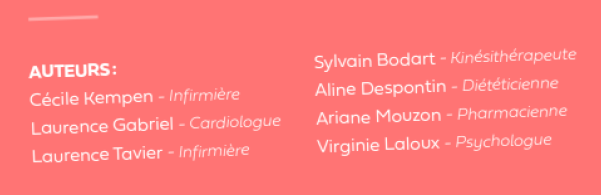 AUTEURS:
Cécile Kempen - Infirmière
Laurence Gabriel - Cardiologue
Laurence Tavier - Infirmière
Sylvain Bodart - Kinésithérapeute
Aline Despontin - Diététicienne
Ariane Mouzon - Pharmacienne
Virginie Laloux - Psychologue